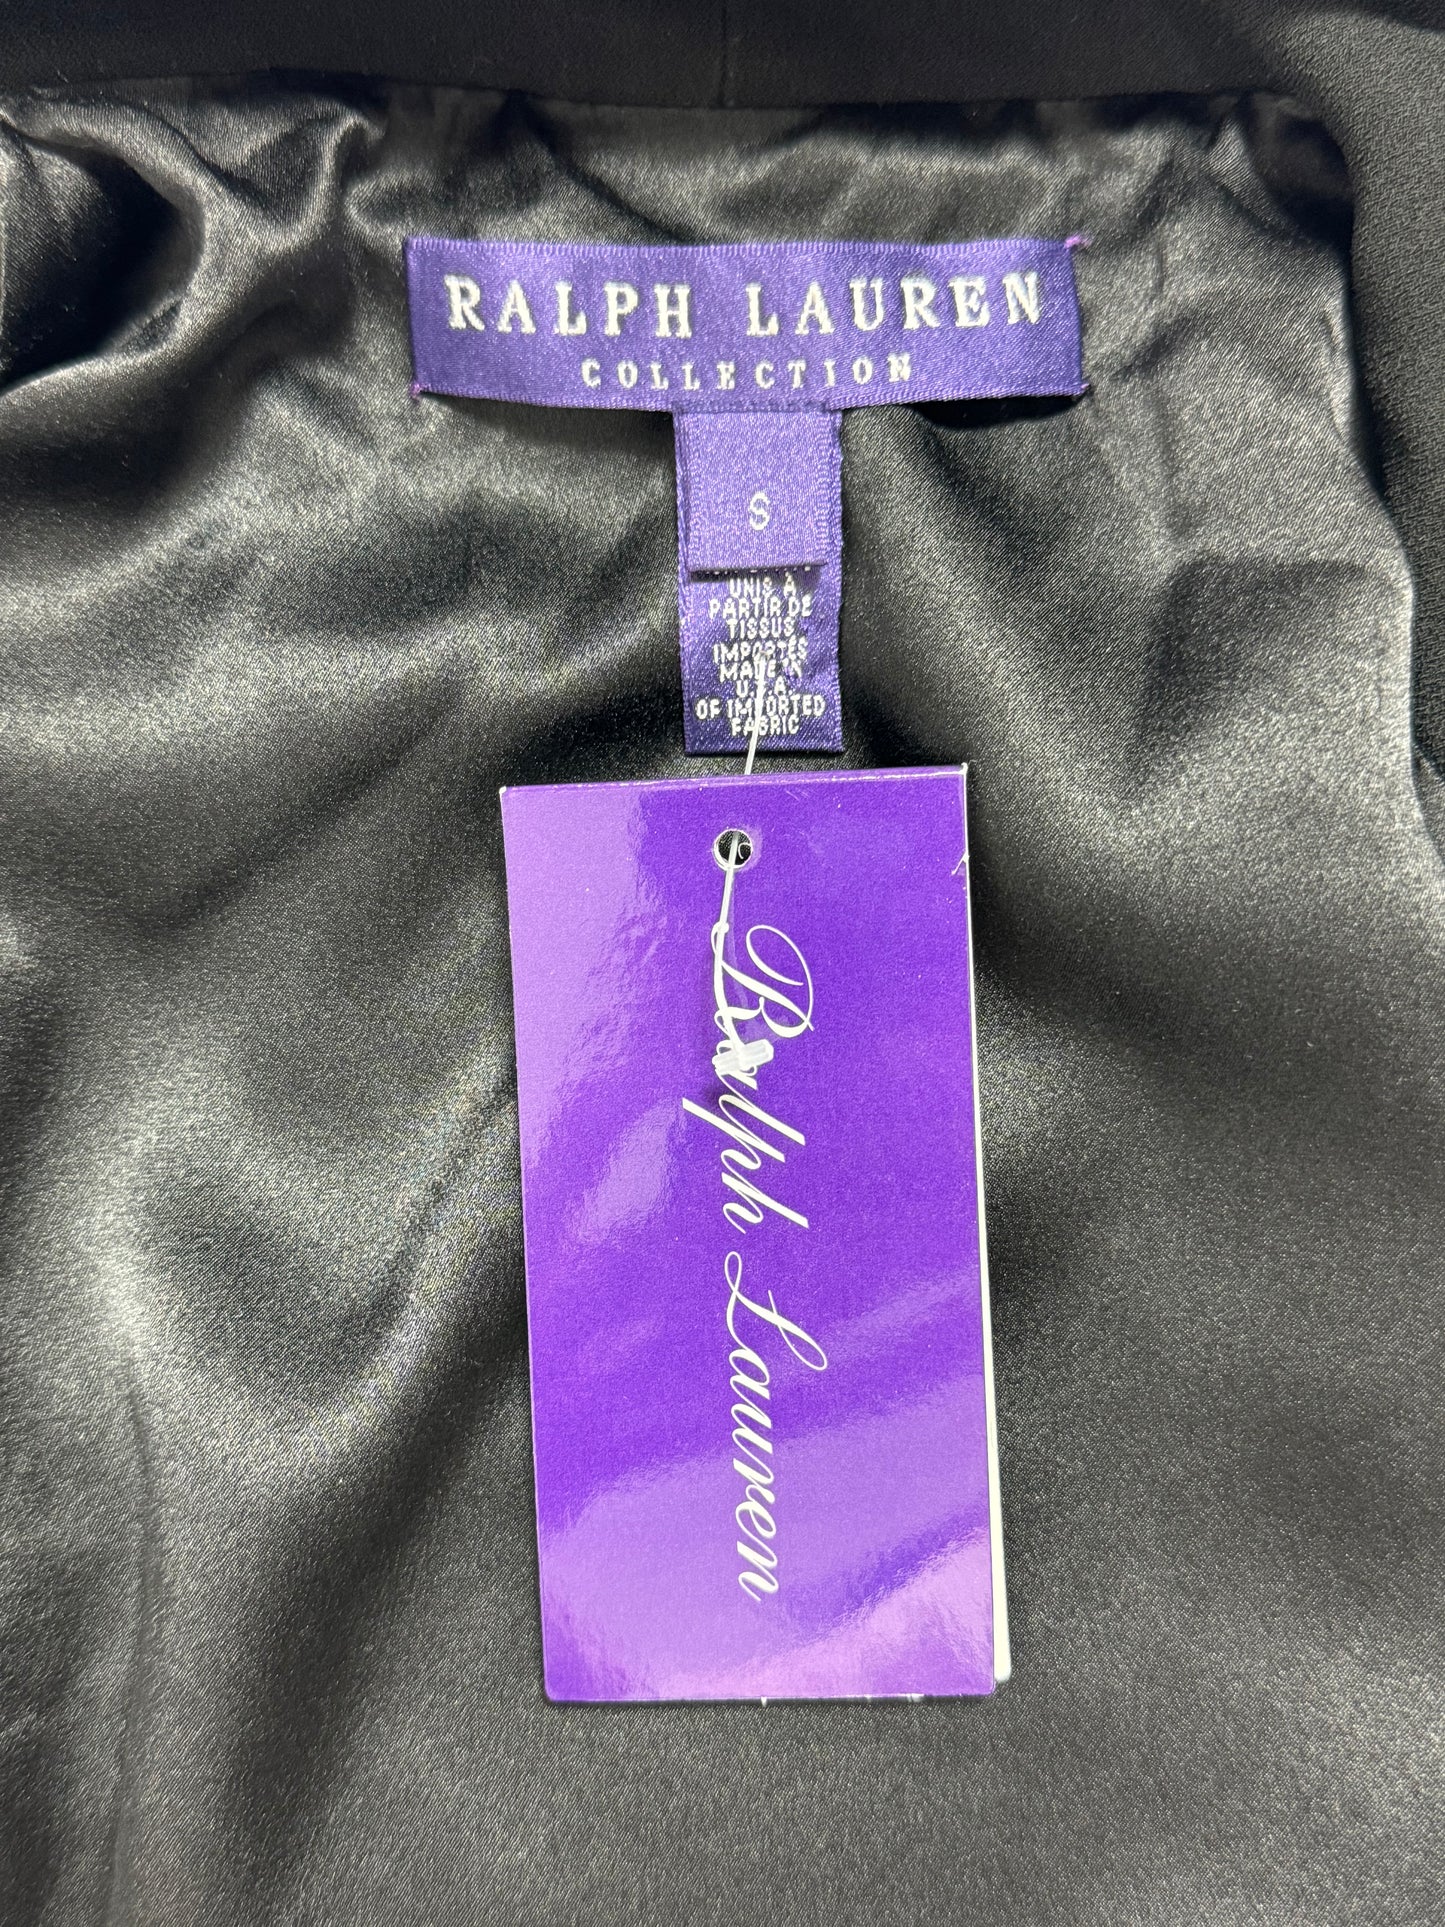 RALPH LAUREN
COLLECTION
S
UNIS À
PARTIR DE
TISSUS
IMPORTÉS
MADE IN
U.S.A.
OF IMPORTED
FABRIC
Ralph Lauren